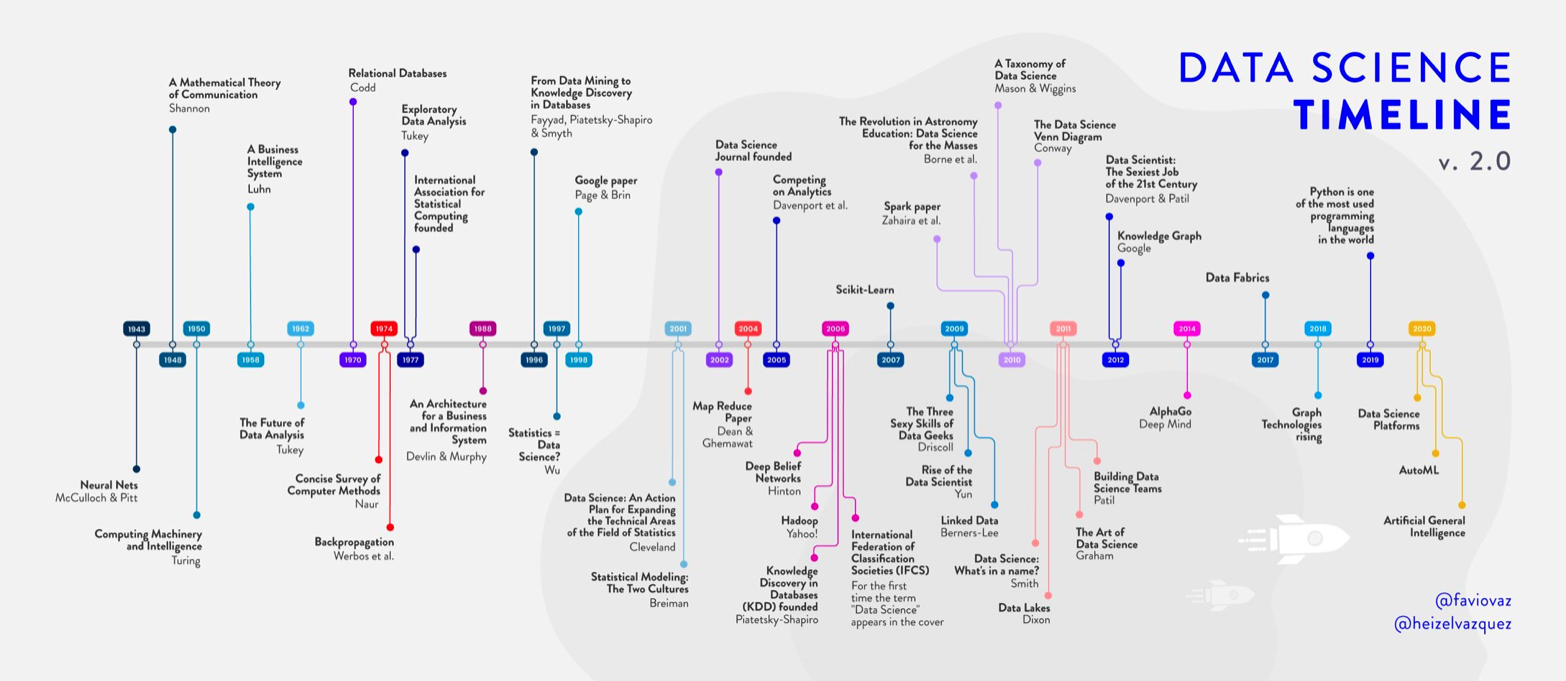 DATA SCIENCE
TIMELINE
v. 2.0
A Mathematical Theory
of Communication
Shannon
A Business
Intelligence
System
Luhn
Relational Databases
Codd
Exploratory
Data Analysis
Tukey
International
Association for
Statistical
Computing
founded
From Data Mining to
Knowledge Discovery
in Databases
Fayyad, Piatetsky-Shapiro
& Smyth
Google paper
Page & Brin
Data Science
Journal founded
Competing
on Analytics
Davenport et al.
Scikit-Learn
Spark paper
Zahaira et al.
The Revolution in Astronomy
Education: Data Science
for the Masses
Borne et al.
A Taxonomy of
Data Science
Mason & Wiggins
The Data Science
Venn Diagram
Conway
Data Scientist:
The Sexiest Job
of the 21st Century
Davenport & Patil
Knowledge Graph
Google
Data Fabrics
Python is one
of the most used
programming
languages
in the world
1943
1948
1950
1958
1962
1970
1974
1977
1988
1996
1997
1998
2001
2002
2004
2005
2006
2007
2009
2010
2011
2012
2014
2017
2018
2019
2020
Neural Nets
McCulloch & Pitt
Computing Machinery
and Intelligence
Turing
The Future of
Data Analysis
Tukey
Concise Survey of
Computer Methods
Naur
Backpropagation
Werbos et al.
An Architecture
for a Business
and Information
System
Devlin & Murphy
Statistics =
Data
Science?
Wu
Data Science: An Action
Plan for Expanding
the Technical Areas
of the Field of Statistics
Cleveland
Statistical Modeling:
The Two Cultures
Breiman
Map Reduce
Paper
Dean &
Ghemawat
Deep Belief
Networks
Hinton
Hadoop
Yahoo!
Knowledge
Discovery in
Databases
(KDD) founded
Piatetsky-Shapiro
International
Federation of
Classification
Societies (IFCS)
For the first
time the term
"Data Science"
appears in the cover
The Three
Sexy Skills of
Data Geeks
Driscoll
Rise of the
Data Scientist
Yun
Linked Data
Berners-Lee
Data Science:
What's in a name?
Smith
Data Lakes
Dixon
Building Data
Science Teams
Patil
The Art of
Data Science
Graham
AlphaGo
Deep Mind
Graph
Technologies
rising
Data Science
Platforms
AutoML
Artificial General
Intelligence
@faviovaz
@heizelvazquez